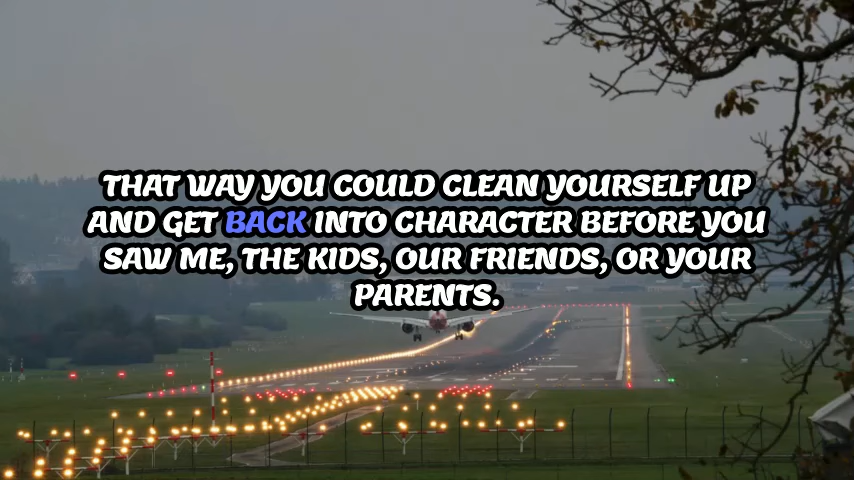 THAT WAY YOU COULD CLEAN YOURSELF UP
AND GET BACK INTO CHARACTER BEFORE YOU
SAW ME, THE KIDS, OUR FRIENDS, OR YOUR
PARENTS.